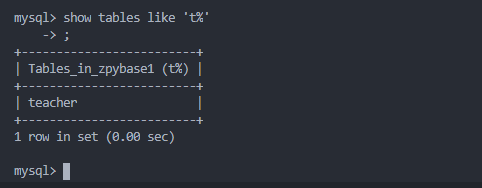 mysql> show tables like 't%'
    -> ;
+------------------------+
| Tables_in_zpybase1 (t%) |
+------------------------+
| teacher                |
+------------------------+
1 row in set (0.00 sec)
mysql>